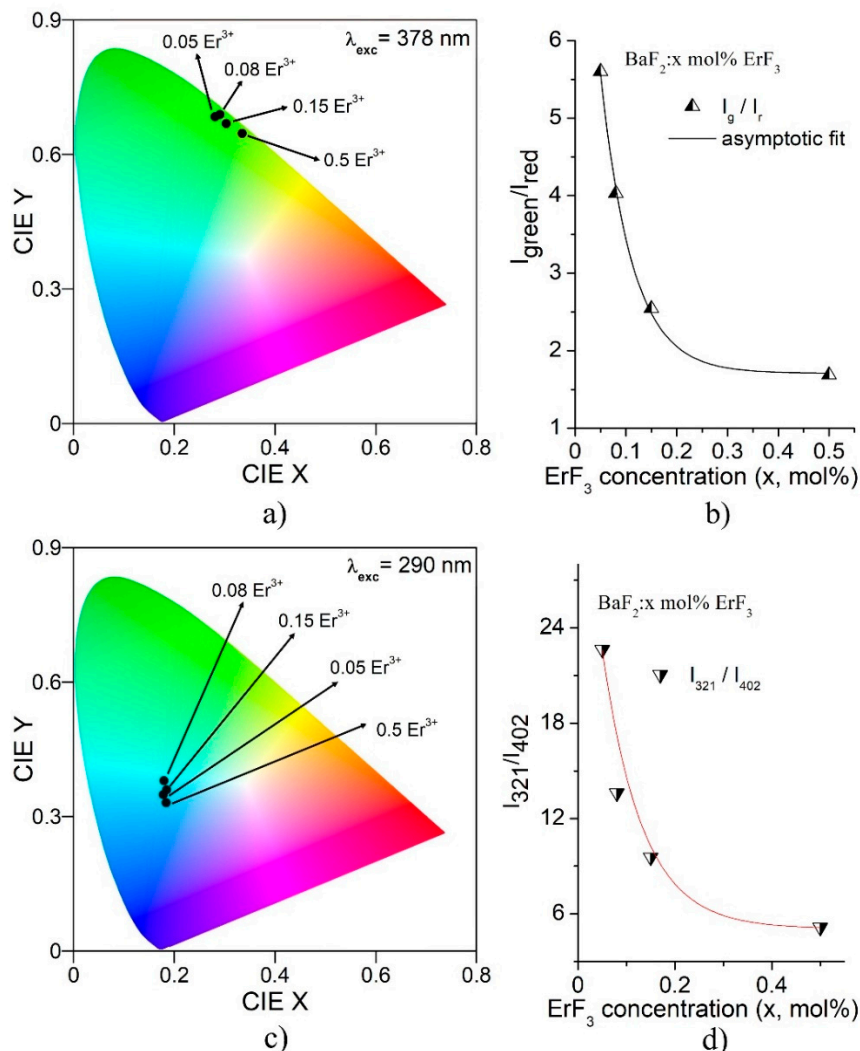 λexc= 378 nm
0.05 Er³⁺
0.08 Er³⁺
0.15 Er³⁺
0.5 Er³⁺
0.9
0.6
0.3
0
CIE Y
0 0.2 0.4 0.6 0.8
CIE X
a)
BaF₂:x mol% ErF₃
Ig / Ir
asymptotic fit
6
5
4
3
2
1
Igreen/Ired
0 0.1 0.2 0.3 0.4 0.5
ErF₃ concentration (x, mol%)
b)
λexc= 290 nm
0.08 Er³⁺
0.15 Er³⁺
0.05 Er³⁺
0.5 Er³⁺
0.9
0.6
0.3
0
CIE Y
0 0.2 0.4 0.6 0.8
CIE X
c)
BaF₂:x mol% ErF₃
I₃₂₁ / I₄₀₂
24
18
12
6
I₃₂₁/I₄₀₂
0 0.2 0.4
ErF₃ concentration (x, mol%)
d)